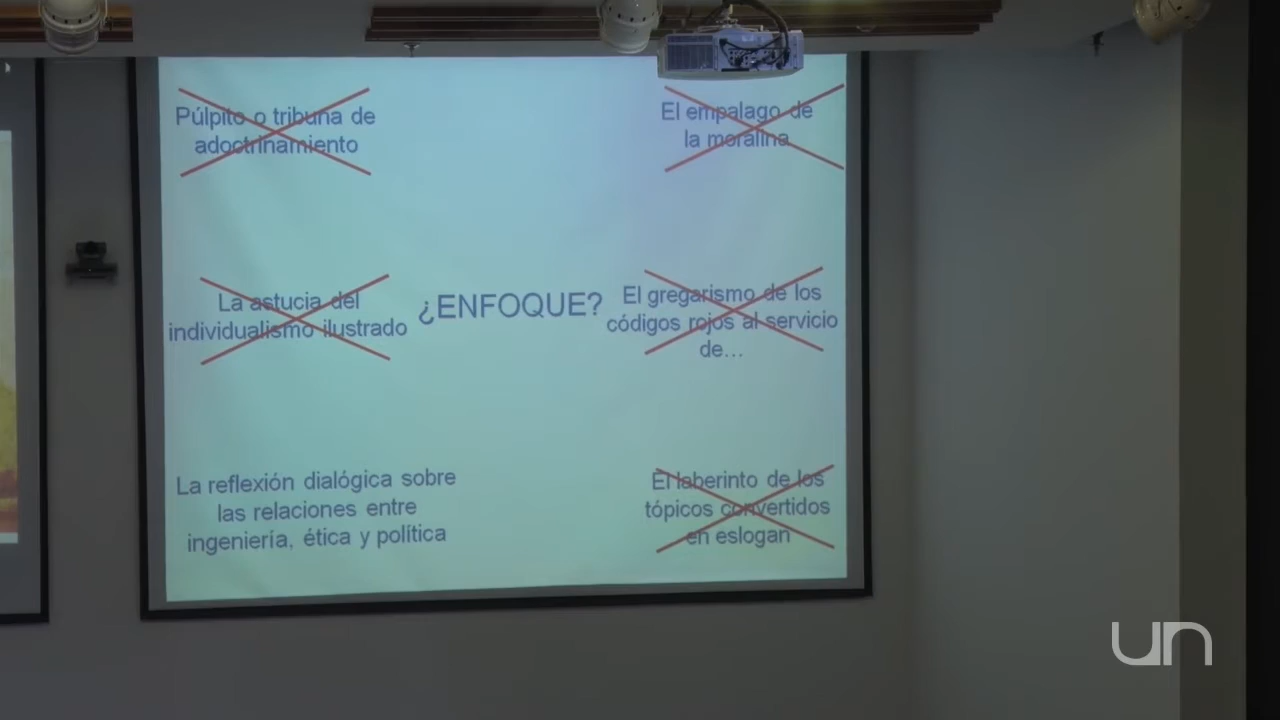 Púlpito o tribuna de
adoctrinamiento
El empalago de
la moralina
La astucia del
individualismo ilustrado
¿ENFOQUE?
El gregarismo de los
códigos rojos al servicio
de...
La reflexión dialógica sobre
las relaciones entre
ingeniería, ética y política
El laberinto de los
tópicos convertidos
en eslogan
un